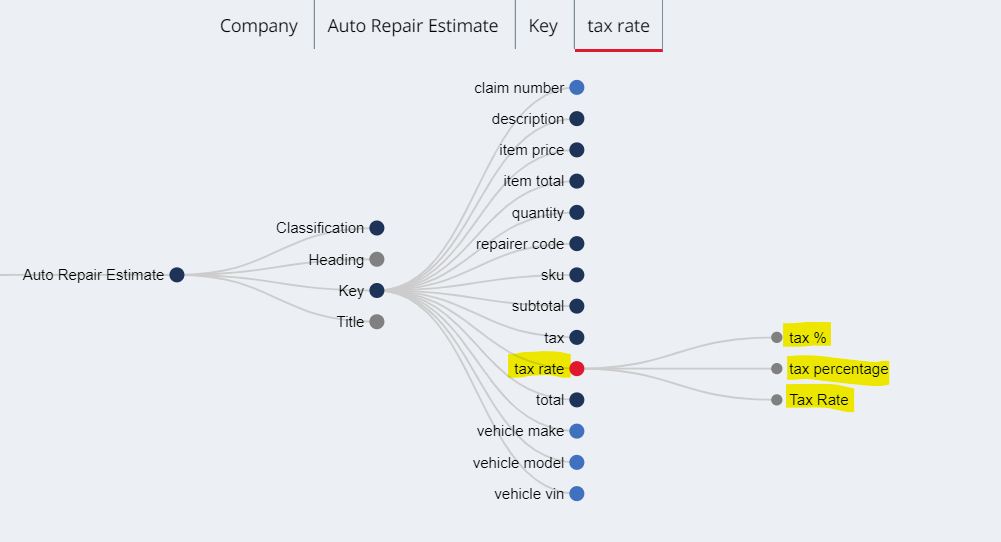 Company
Auto Repair Estimate
Key
tax rate
Auto Repair Estimate
Classification
Heading
Key
Title
claim number
description
item price
item total
quantity
repairer code
sku
subtotal
tax
tax rate
total
vehicle make
vehicle model
vehicle vin
tax %
tax percentage
Tax Rate